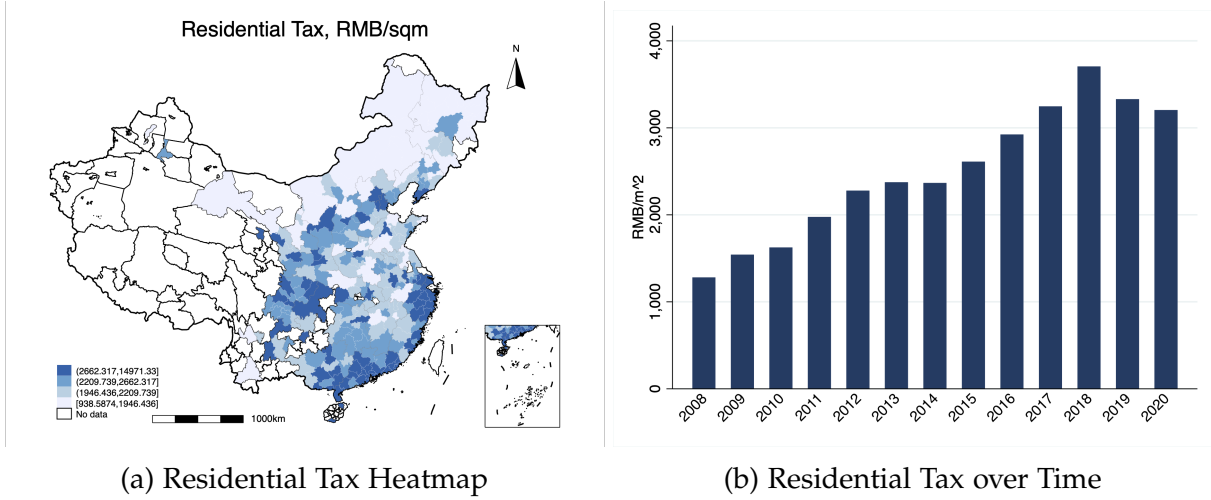 Residential Tax, RMB/sqm
N
(2662.317,14971.33]
(2209.739,2662.317]
(1946.436,2209.739]
[938.5874,1946.436]
No data
1000km
(a) Residential Tax Heatmap
RMB/m^2
4,000
3,000
2,000
1,000
0
2008 2009 2010 2011 2012 2013 2014 2015 2016 2017 2018 2019 2020
(b) Residential Tax over Time